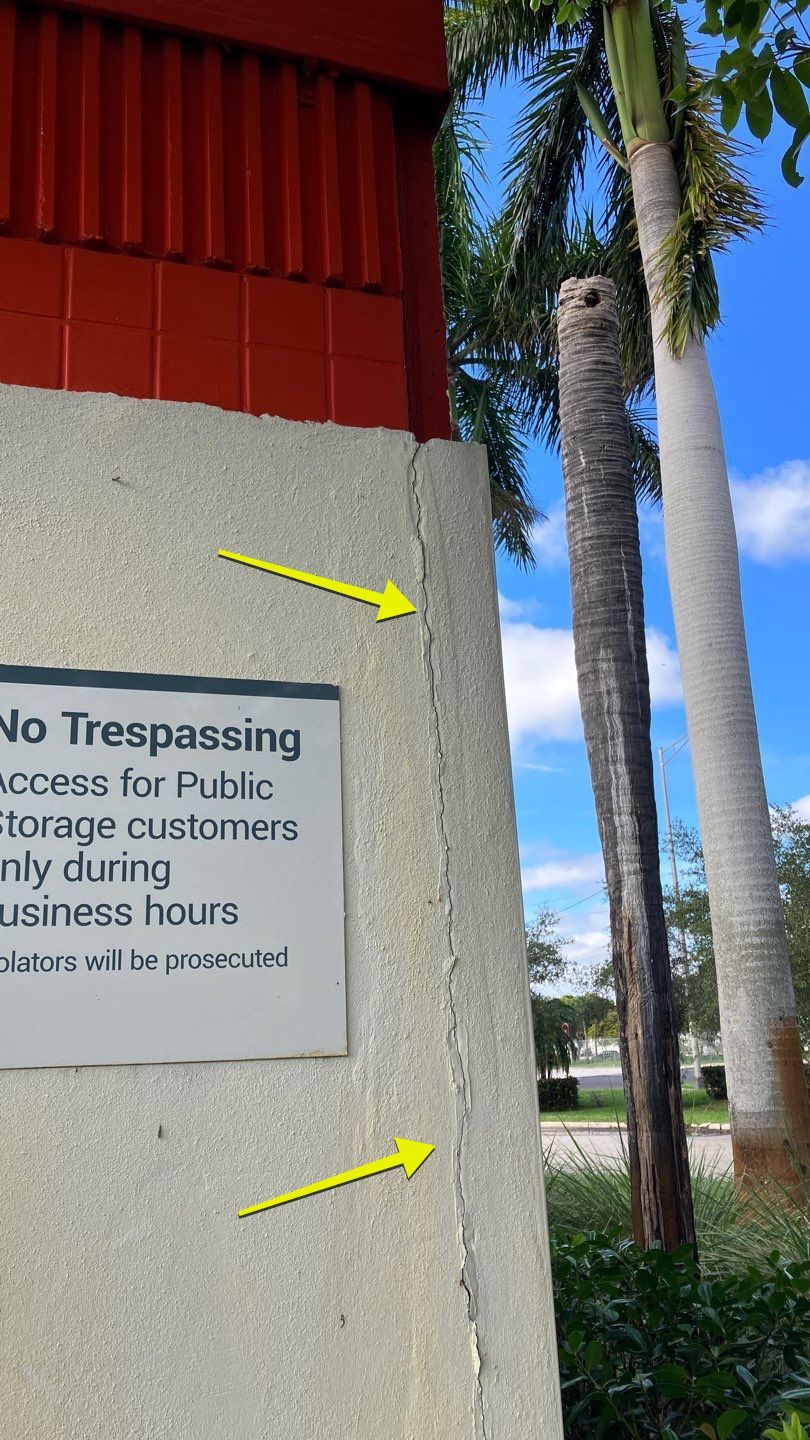 No Trespassing
Access for Public
Storage customers
nly during
usiness hours
olators will be prosecuted